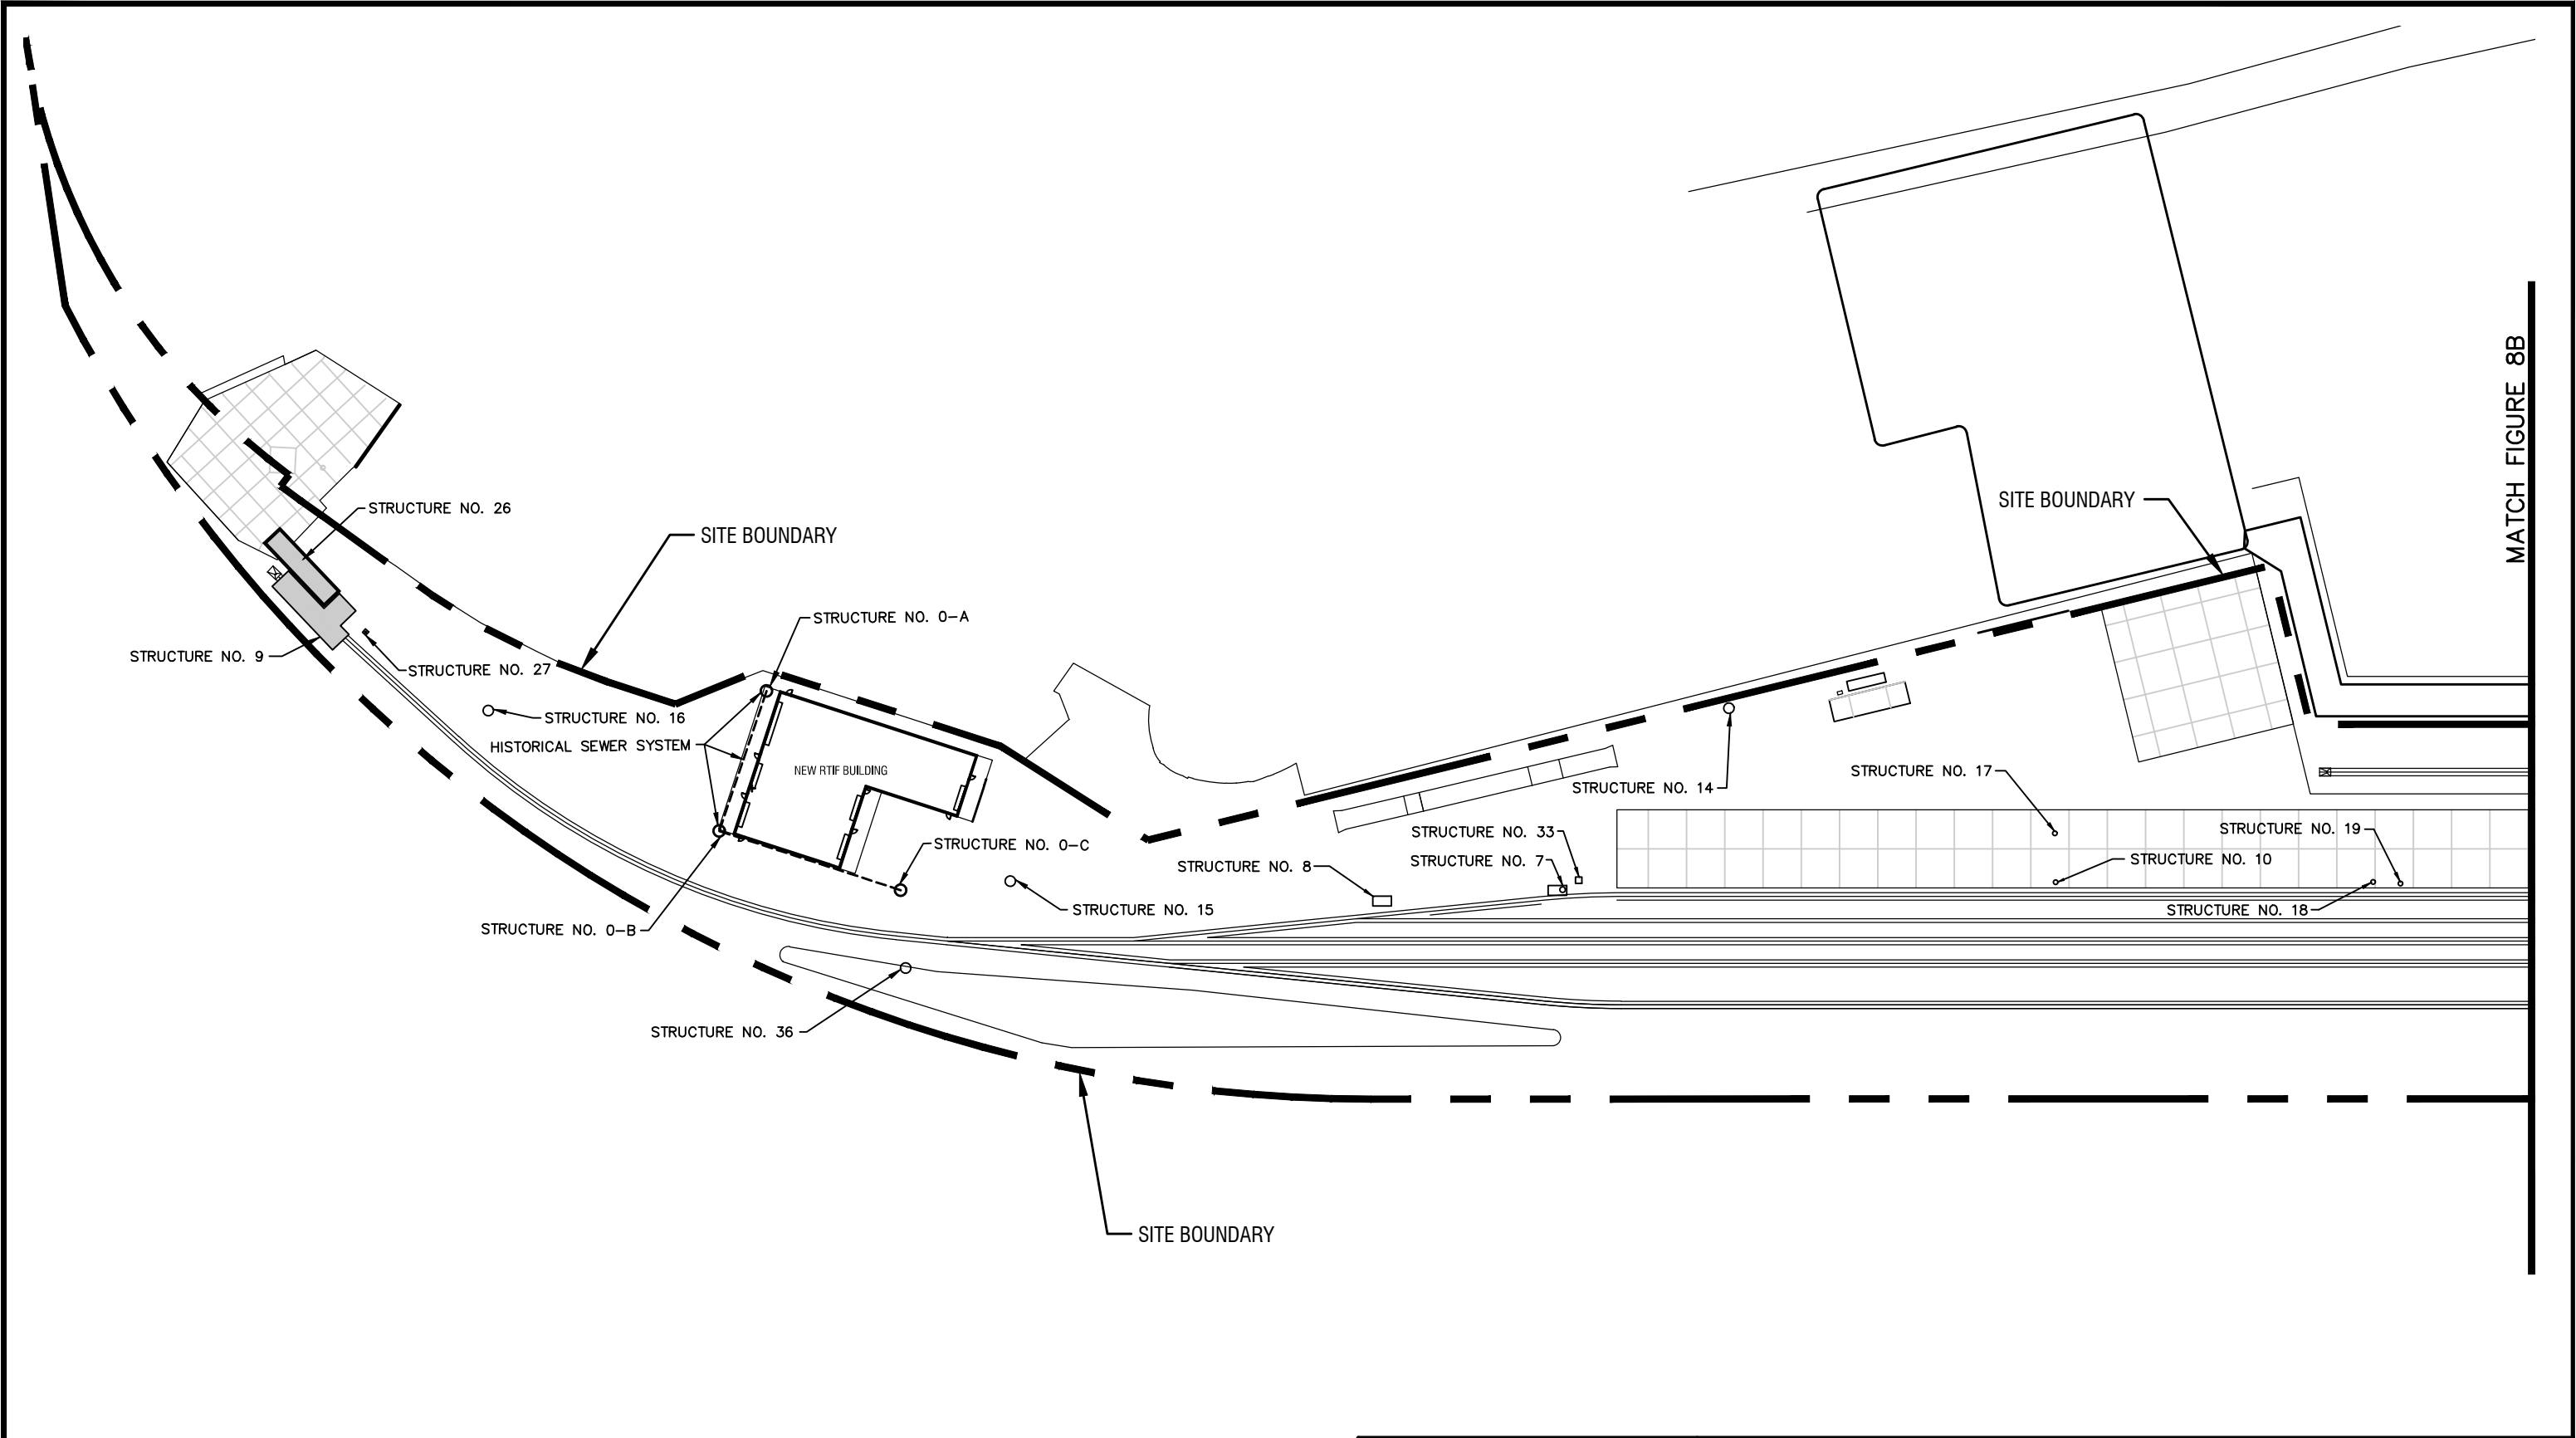 MATCH FIGURE 8B
SITE BOUNDARY
STRUCTURE NO. 26
SITE BOUNDARY
STRUCTURE NO. 0-A
STRUCTURE NO. 9
STRUCTURE NO. 27
STRUCTURE NO. 16
HISTORICAL SEWER SYSTEM
NEW RTIF BUILDING
STRUCTURE NO. 17
STRUCTURE NO. 14
STRUCTURE NO. 19
STRUCTURE NO. 33
STRUCTURE NO. 0-C
STRUCTURE NO. 10
STRUCTURE NO. 7
STRUCTURE NO. 8
STRUCTURE NO. 15
STRUCTURE NO. 18
STRUCTURE NO. 0-B
STRUCTURE NO. 36
SITE BOUNDARY